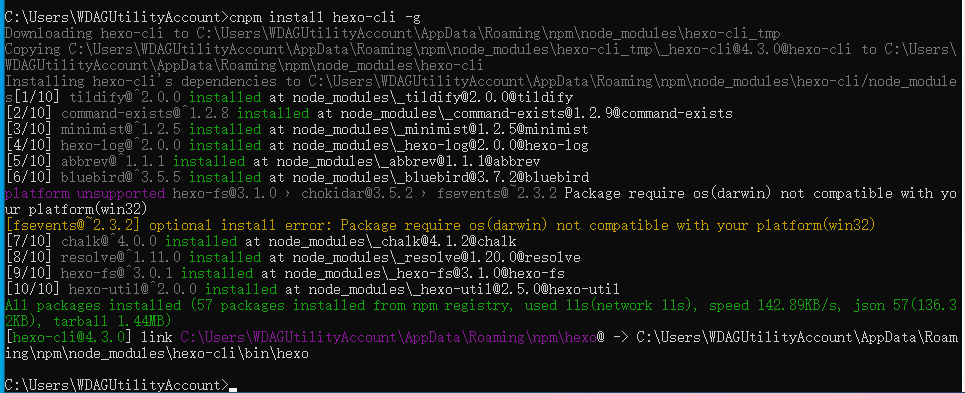 C:\Users\WDAGUtilityAccount>cnpm install hexo-cli -g
Downloading hexo-cli to C:\Users\WDAGUtilityAccount\AppData\Roaming\npm\node_modules\hexo-cli_tmp
Copying C:\Users\WDAGUtilityAccount\AppData\Roaming\npm\node_modules\hexo-cli_tmp\_hexo-cli@4.3.0@hexo-cli to C:\Users\
WDAGUtilityAccount\AppData\Roaming\npm\node_modules\hexo-cli
Installing hexo-cli's dependencies to C:\Users\WDAGUtilityAccount\AppData\Roaming\npm\node_modules\hexo-cli/node_module
s[1/10] tildify@^2.0.0 installed at node_modules\_tildify@2.0.0@tildify
[2/10] command-exists@^1.2.8 installed at node_modules\_command-exists@1.2.9@command-exists
[3/10] minimist@^1.2.5 installed at node_modules\_minimist@1.2.5@minimist
[4/10] hexo-log@^2.0.0 installed at node_modules\_hexo-log@2.0.0@hexo-log
[5/10] abbrev@^1.1.1 installed at node_modules\_abbrev@1.1.1@abbrev
[6/10] bluebird@^3.5.5 installed at node_modules\_bluebird@3.7.2@bluebird
platform unsupported hexo-fs@3.1.0 › chokidar@3.5.2 › fsevents@~2.3.2 Package require os(darwin) not compatible with yo
ur platform(win32)
[fsevents@~2.3.2] optional install error: Package require os(darwin) not compatible with your platform(win32)
[7/10] chalk@^4.0.0 installed at node_modules\_chalk@4.1.2@chalk
[8/10] resolve@^1.11.0 installed at node_modules\_resolve@1.20.0@resolve
[9/10] hexo-fs@^3.0.1 installed at node_modules\_hexo-fs@3.1.0@hexo-fs
[10/10] hexo-util@^2.0.0 installed at node_modules\_hexo-util@2.5.0@hexo-util
All packages installed (57 packages installed from npm registry, used 11s(network 11s), speed 142.89KB/s, json 57(136.3
2KB), tarball 1.44MB)
[hexo-cli@4.3.0] link C:\Users\WDAGUtilityAccount\AppData\Roaming\npm\hexo@ -> C:\Users\WDAGUtilityAccount\AppData\Roam
ing\npm\node_modules\hexo-cli\bin\hexo
C:\Users\WDAGUtilityAccount>